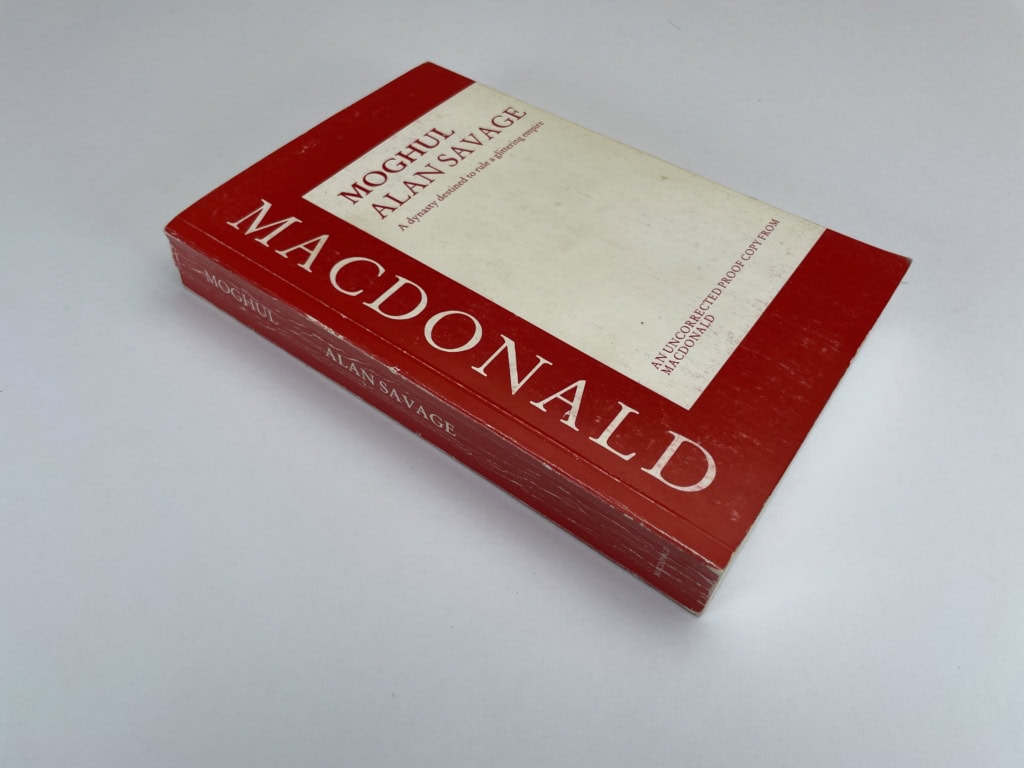 MOGHUL
ALAN SAVAGE
A dynasty destined to rule a glittering empire
AN UNCORRECTED PROOF COPY FROM
MACDONALD
MACDONALD
MOGHUL
ALAN SAVAGE